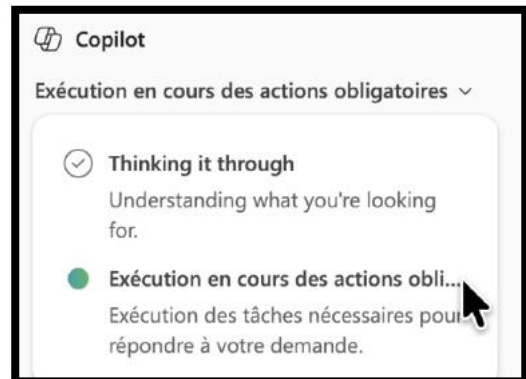 Copilot
Exécution en cours des actions obligatoires
Thinking it through
Understanding what you're looking
for.
Exécution en cours des actions obli...
Exécution des tâches nécessaires pour
répondre à votre demande.